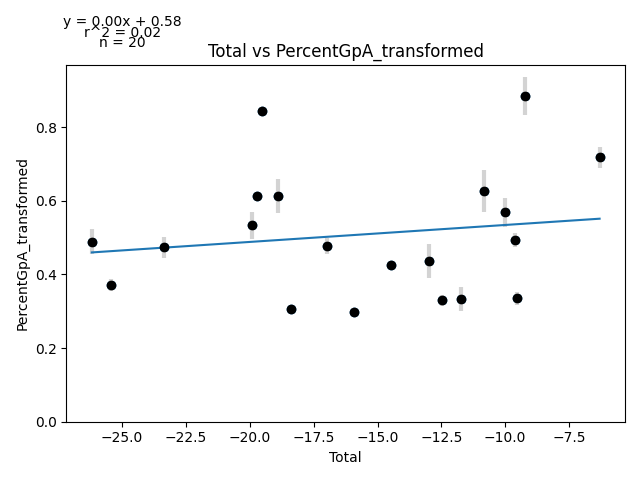 y = 0.00x + 0.58
r^2 = 0.02
n = 20
Total vs PercentGpA_transformed
PercentGpA_transformed
0.8
0.6
0.4
0.2
0.0
−25.0 −22.5 −20.0 −17.5 −15.0 −12.5 −10.0 −7.5
Total